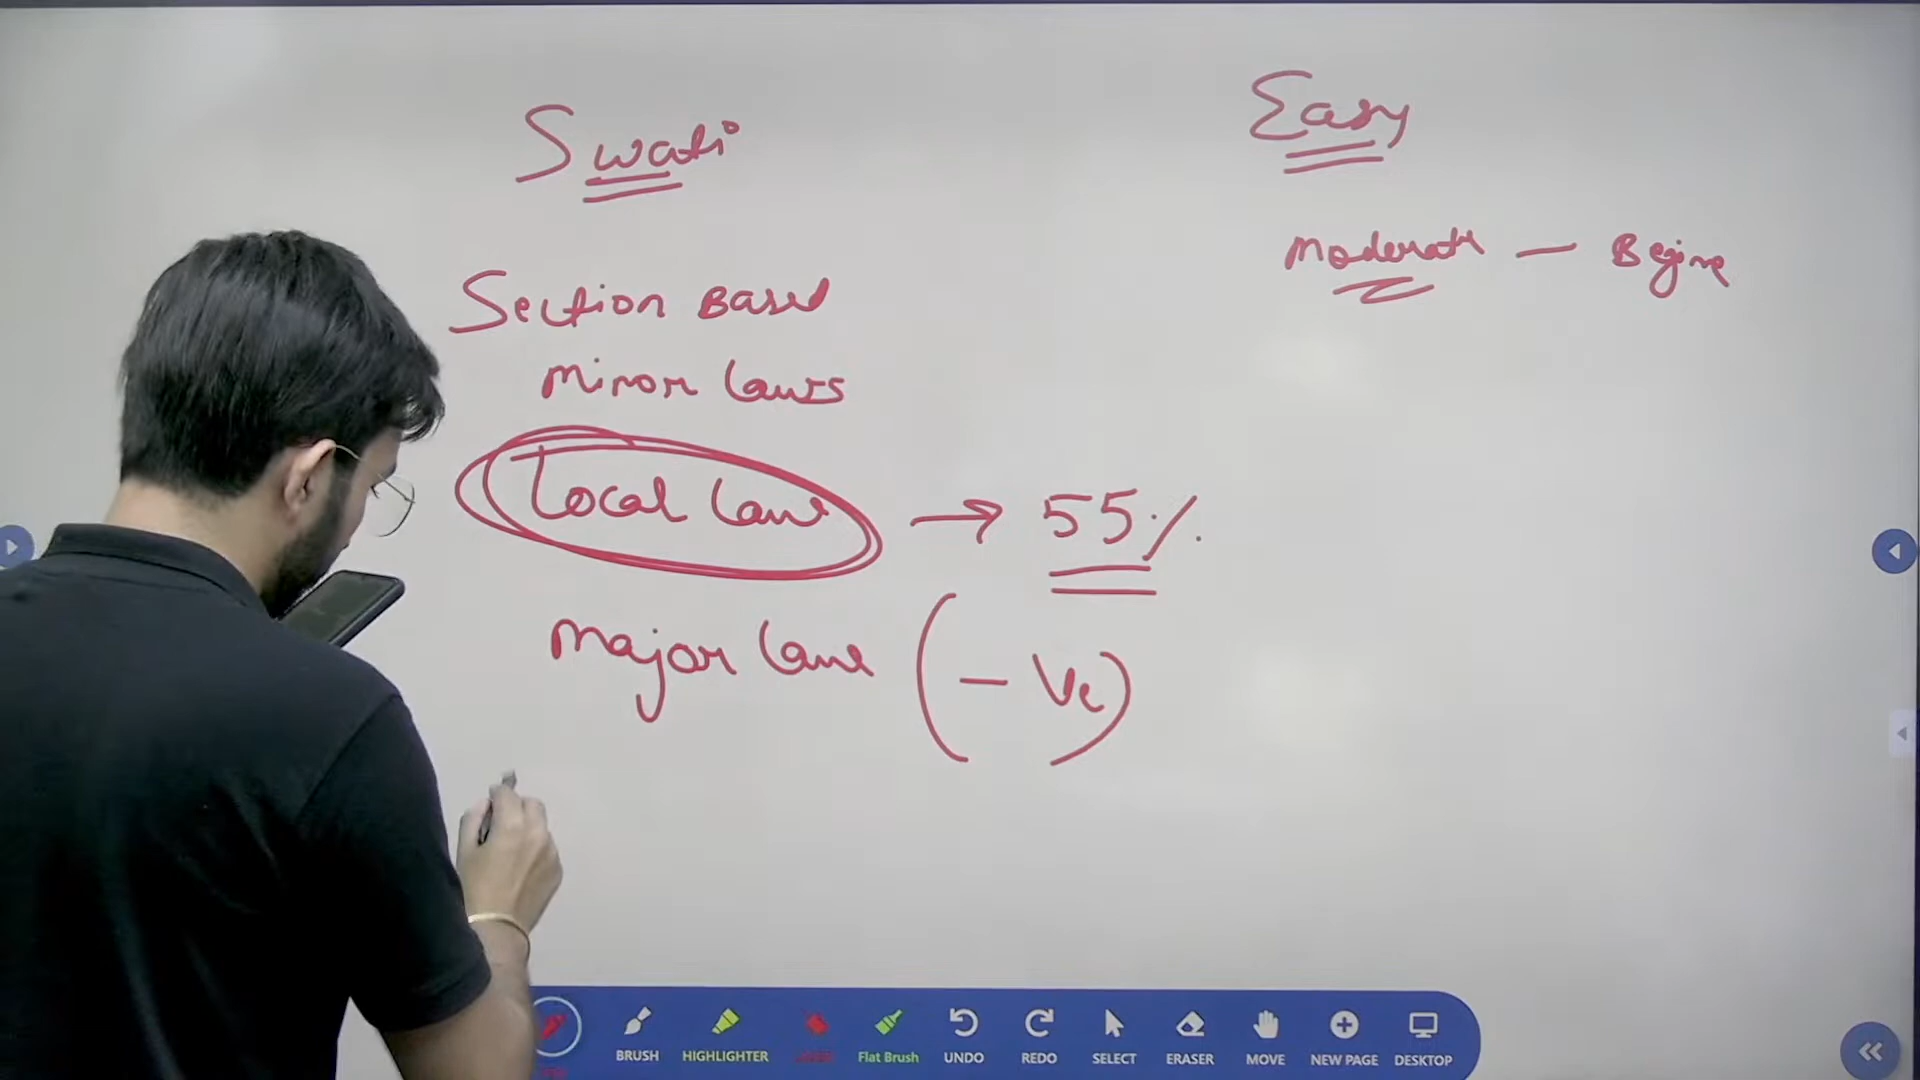 Swati
Easy
Moderate — Begine
Section Based
minor laws
Local Law → 55%
major law (-ve)
BRUSH
HIGHLIGHTER
Flat Brush
UNDO
REDO
SELECT
ERASER
MOVE
NEW PAGE
DESKTOP